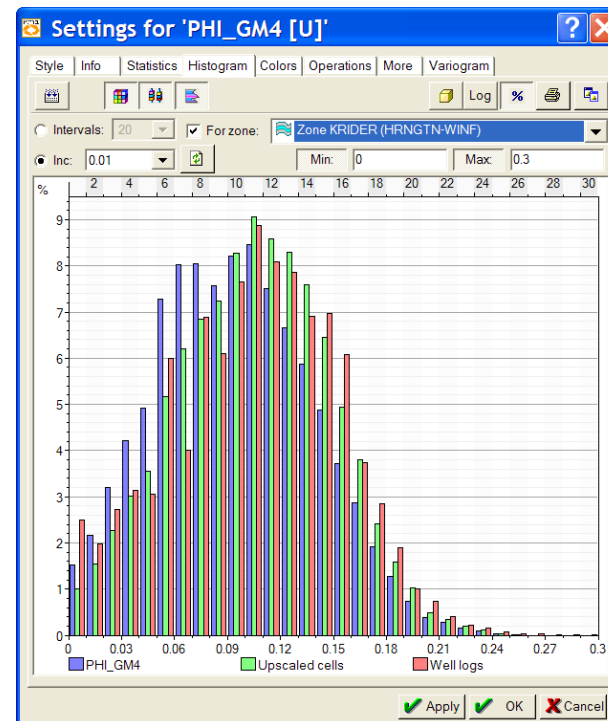 Settings for 'PHI_GM4 [U]'
Style Info Statistics Histogram Colors Operations More Variogram
Log %
Intervals: 20 For zone: Zone KRIDER (HRNGTN-WINF)
Inc: 0.01 Min: 0 Max: 0.3
% 2 4 6 8 10 12 14 16 18 20 22 24 26 28 30
9
8
7
6
5
4
3
2
1
0
0 0.03 0.06 0.09 0.12 0.15 0.18 0.21 0.24 0.27 0.3
PHI_GM4 Upscaled cells Well logs
Apply OK Cancel